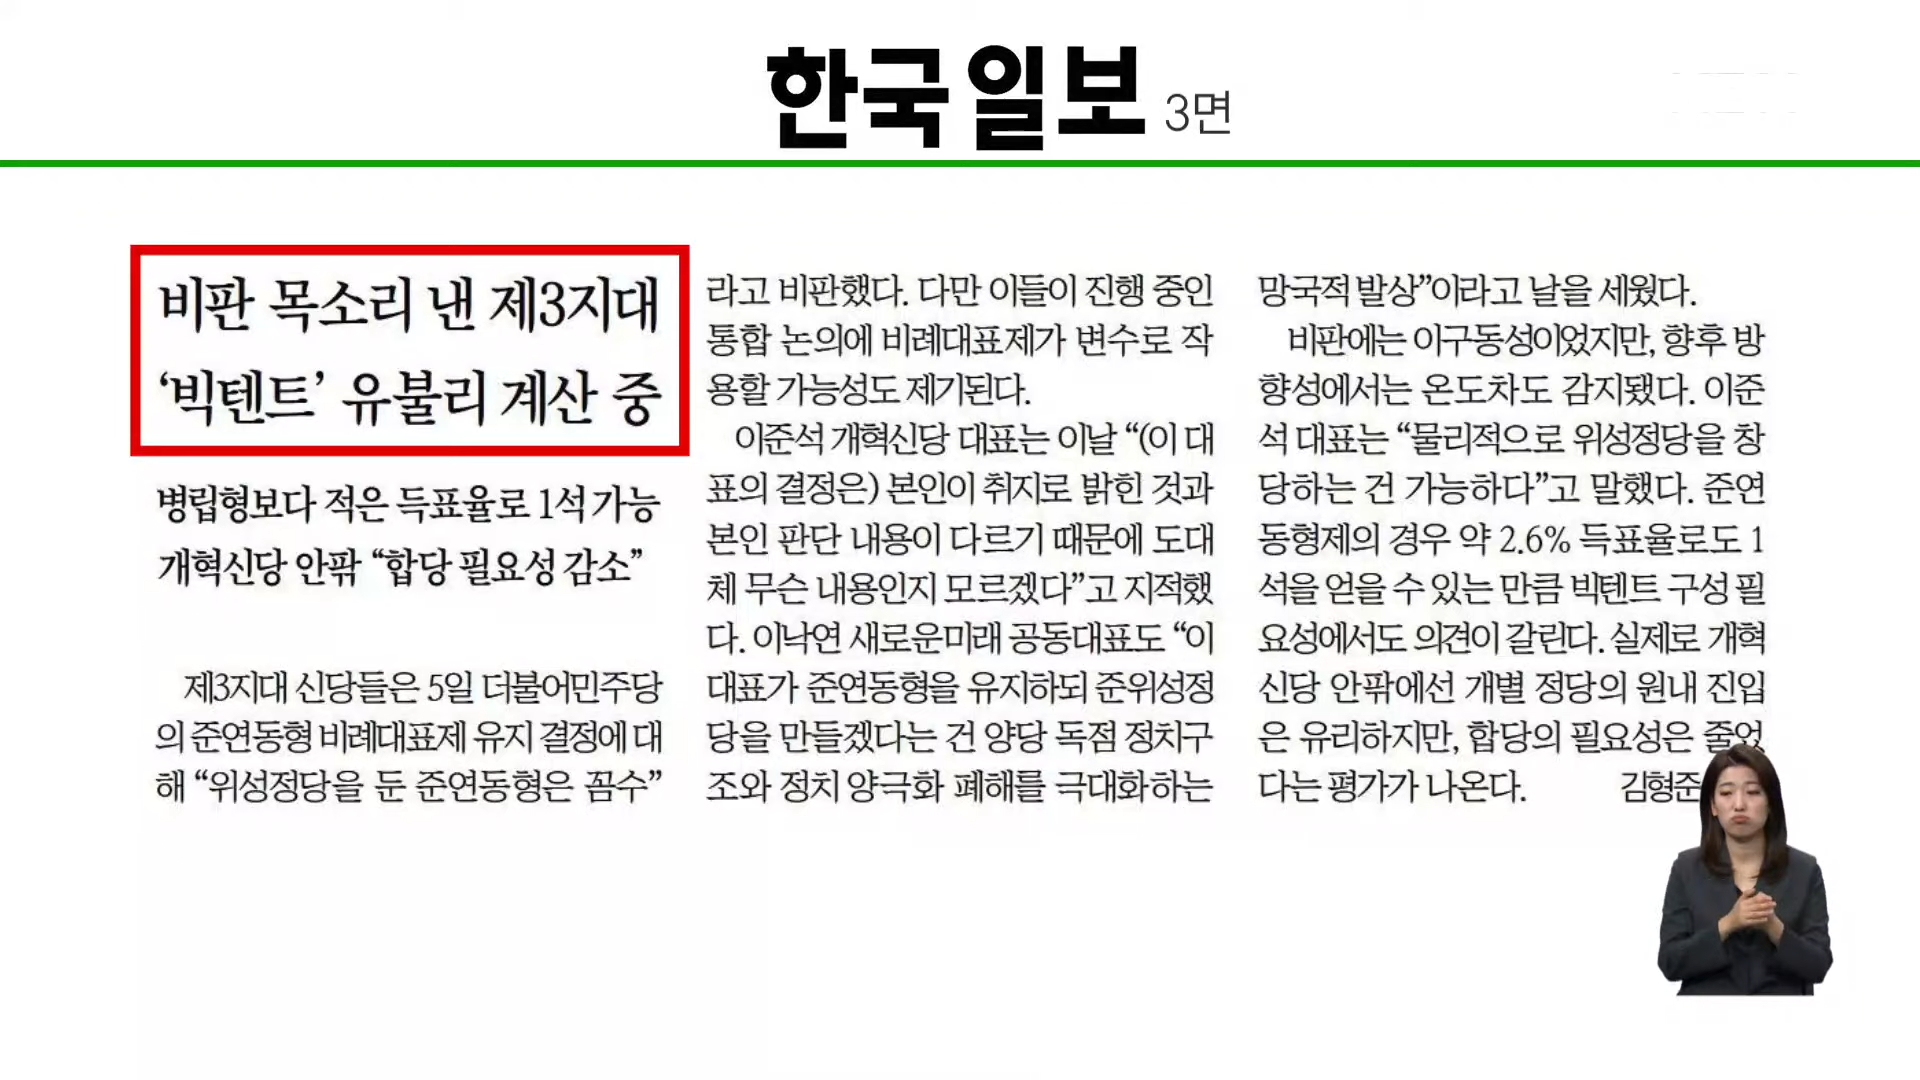 한국일보 3면
비판 목소리 낸 제3지대
‘빅텐트’ 유불리 계산 중
병립형보다 적은 득표율로 1석 가능
개혁신당 안팎 “합당 필요성 감소”
제3지대 신당들은 5일 더불어민주당
의 준연동형 비례대표제 유지 결정에 대
해 “위성정당을 둔 준연동형은 꼼수”
라고 비판했다. 다만 이들이 진행 중인
통합 논의에 비례대표제가 변수로 작
용할 가능성도 제기된다.
이준석 개혁신당 대표는 이날 “(이 대
표의 결정은) 본인이 취지로 밝힌 것과
본인 판단 내용이 다르기 때문에 도대
체 무슨 내용인지 모르겠다”고 지적했
다. 이낙연 새로운미래 공동대표도 “이
대표가 준연동형을 유지하되 준위성정
당을 만들겠다는 건 양당 독점 정치구
조와 정치 양극화 폐해를 극대화하는
망국적 발상”이라고 날을 세웠다.
비판에는 이구동성이었지만, 향후 방
향성에서는 온도차도 감지됐다. 이준
석 대표는 “물리적으로 위성정당을 창
당하는 건 가능하다”고 말했다. 준연
동형제의 경우 약 2.6% 득표율로도 1
석을 얻을 수 있는 만큼 빅텐트 구성 필
요성에서도 의견이 갈린다. 실제로 개혁
신당 안팎에선 개별 정당의 원내 진입
은 유리하지만, 합당의 필요성은 줄었
다는 평가가 나온다. 김형준